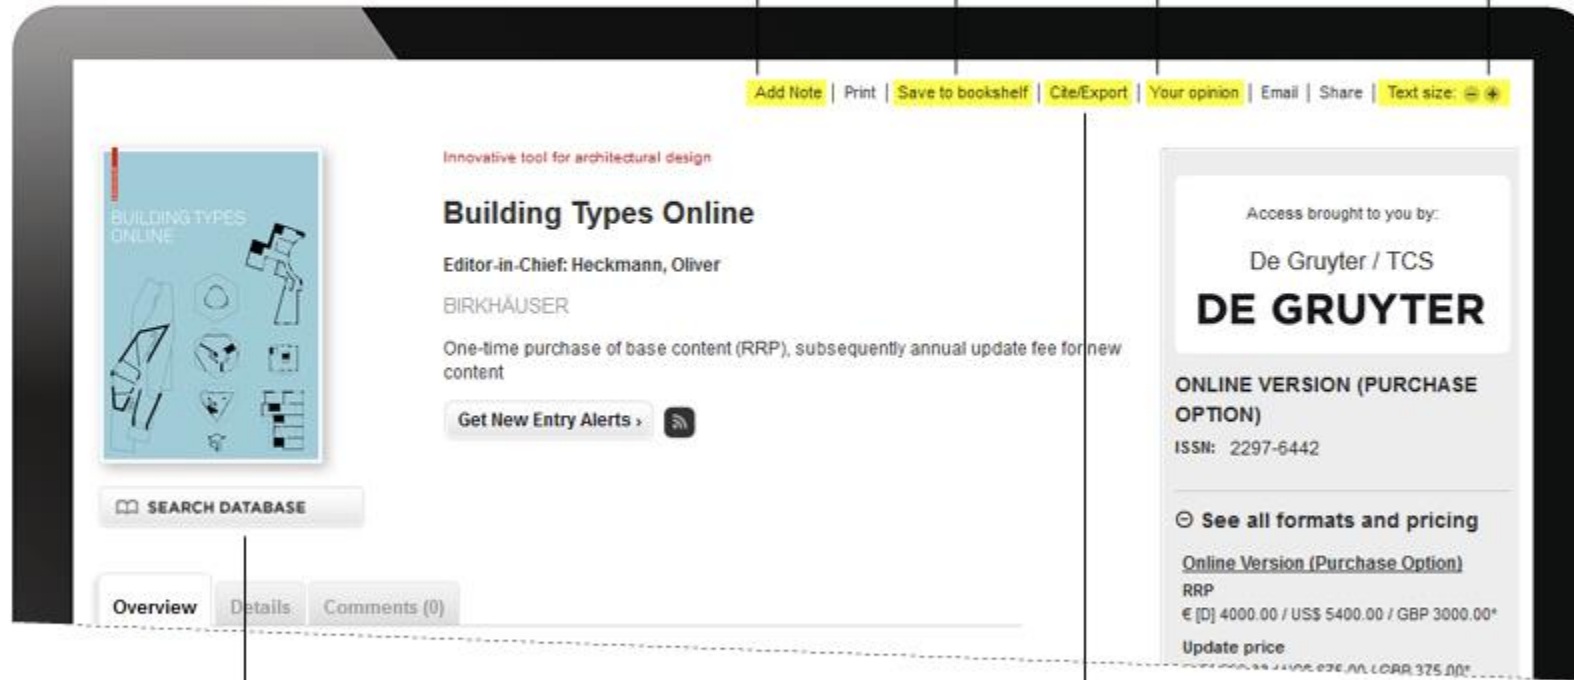 Add Note | Print | Save to bookshelf | Cite/Export | Your opinion | Email | Share | Text size: - +
BUILDING TYPES
ONLINE
Innovative tool for architectural design
Building Types Online
Editor-in-Chief: Heckmann, Oliver
BIRKHÄUSER
One-time purchase of base content (RRP), subsequently annual update fee for new
content
Get New Entry Alerts ›
SEARCH DATABASE
Overview
Details
Comments (0)
Access brought to you by:
De Gruyter / TCS
DE GRUYTER
ONLINE VERSION (PURCHASE
OPTION)
ISSN: 2297-6442
See all formats and pricing
Online Version (Purchase Option)
RRP
€ [D] 4000.00 / US$ 5400.00 / GBP 3000.00*
Update price
GBP 375.00*